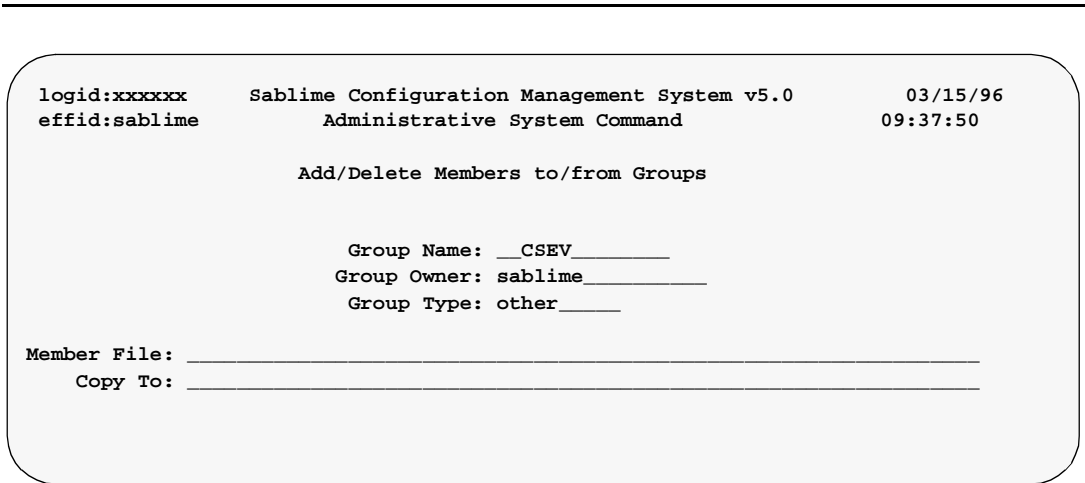 logid:xxxxxx Sablime Configuration Management System v5.0 03/15/96
effid:sablime Administrative System Command 09:37:50
Add/Delete Members to/from Groups
Group Name: __CSEV________
Group Owner: sablime__________
Group Type: other_____
Member File: ________________________________________________________________
Copy To: ________________________________________________________________